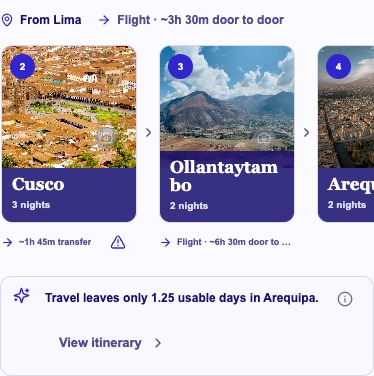 From Lima → Flight · ~3h 30m door to door
2
3
4
Cusco
3 nights
Ollantaytam
bo
2 nights
Arequ
2 nights
→ ~1h 45m transfer
→ Flight · ~6h 30m door to ...
Travel leaves only 1.25 usable days in Arequipa.
View itinerary >